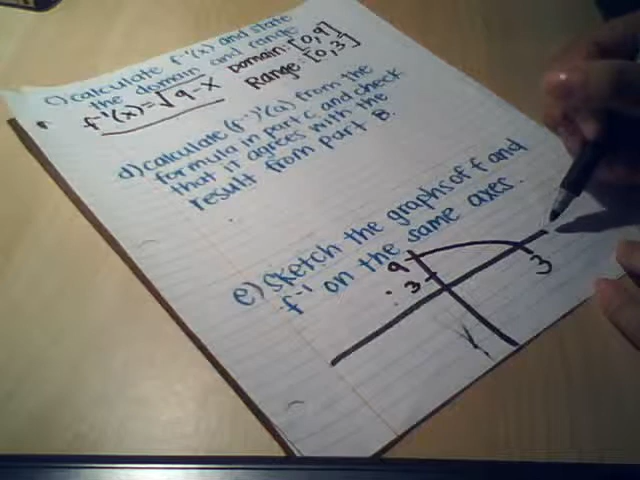 c) calculate f⁻¹(x) and state
the domain and range
f⁻¹(x)=√9-x Domain: [0,9]
Range: [0,3]
d) calculate (f⁻¹)'(a) from the
formula in part c and check
that it agrees with the
result from part B.
e) sketch the graphs of f and
f⁻¹ on the same axes.
9
3
3